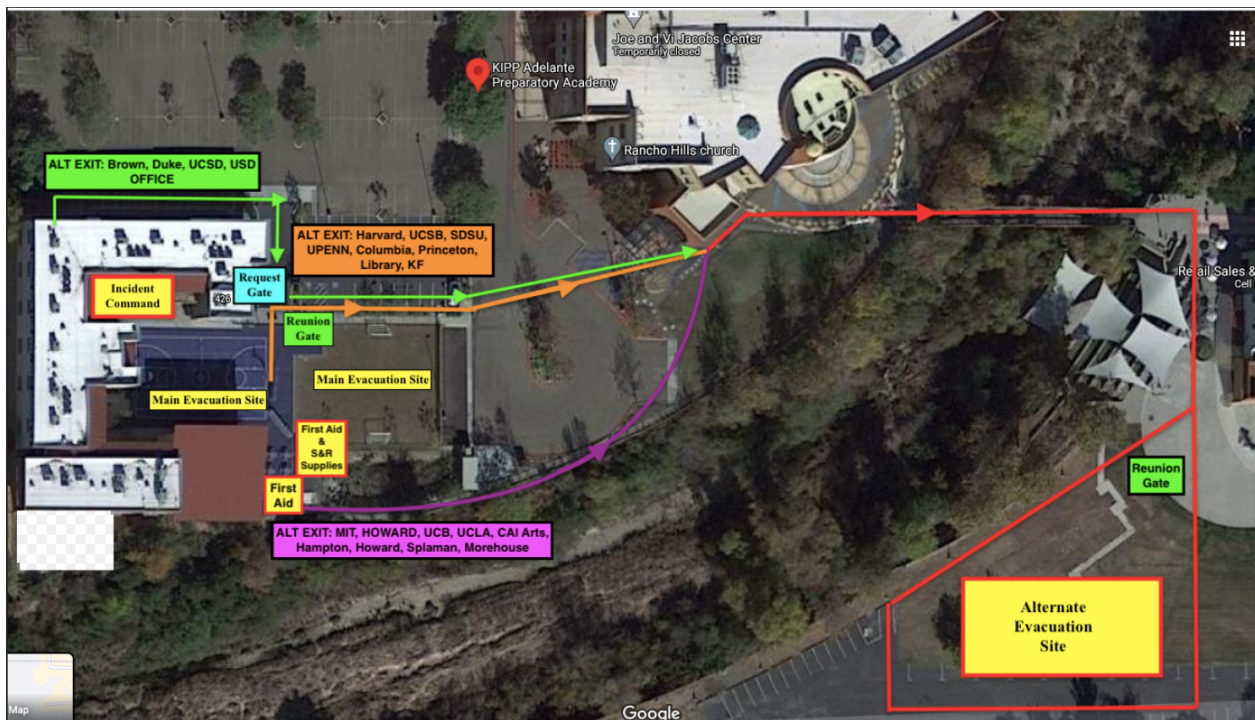 Joe and Vi Jacobs Center
Temporarily closed
KIPP Adelante
Preparatory Academy
Rancho Hills church
ALT EXIT: Brown, Duke, UCSD, USD
OFFICE
ALT EXIT: Harvard, UCSB, SDSU,
UPENN, Columbia, Princeton,
Library, KF
Request
Gate
Incident
Command
426
Reunion
Gate
Retail Sales &
Cell
Main Evacuation Site
Main Evacuation Site
First Aid
&
S&R
Supplies
First
Aid
Reunion
Gate
ALT EXIT: MIT, HOWARD, UCB, UCLA, CAl Arts,
Hampton, Howard, Splaman, Morehouse
Alternate
Evacuation
Site
Map
Google